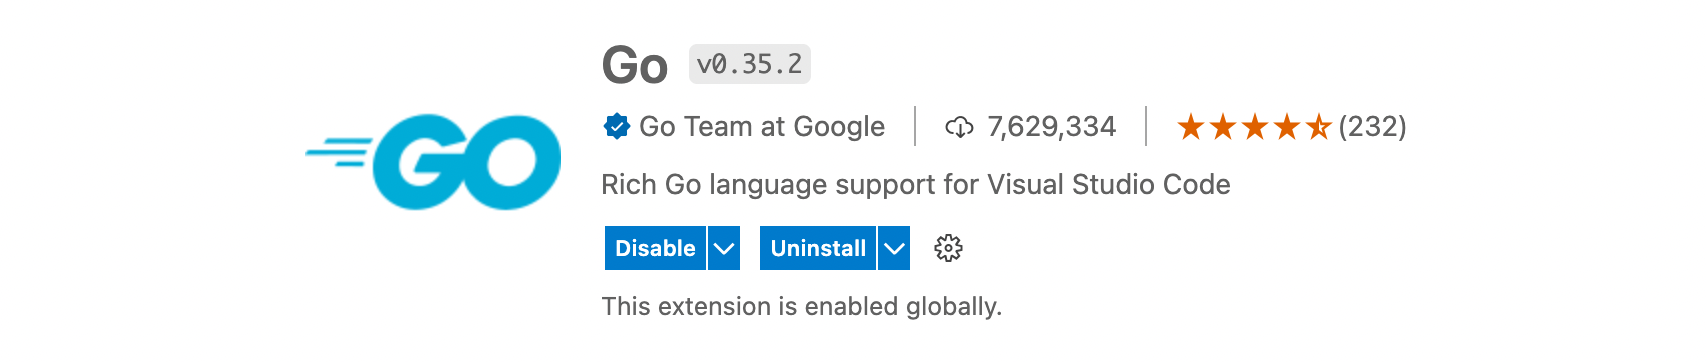 GO
Go v0.35.2
Go Team at Google 7,629,334 (232)
Rich Go language support for Visual Studio Code
Disable Uninstall
This extension is enabled globally.